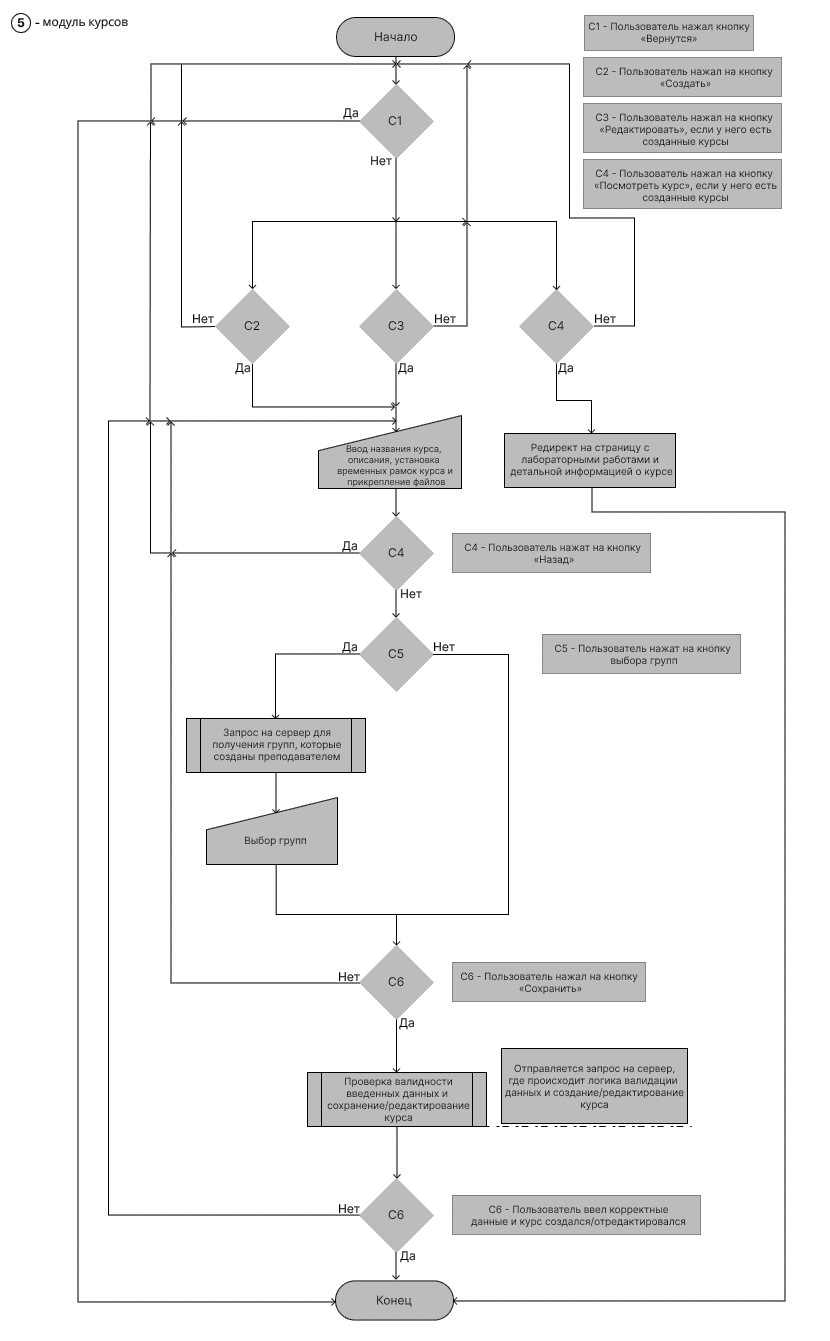 5 - модуль курсов
Начало
С1 - Пользователь нажал кнопку
«Вернутся»
С2 - Пользователь нажал на кнопку
«Создать»
С3 - Пользователь нажал на кнопку
«Редактировать», если у него есть
созданные курсы
С4 - Пользователь нажал на кнопку
«Посмотреть курс», если у него есть
созданные курсы
Да
С1
Нет
Нет
С2
Да
С3
Нет
Да
С4
Нет
Да
Ввод названия курса,
описания, установка
временных рамок курса и
прикрепление файлов
Редирект на страницу с
лабораторными работами и
детальной информацией о курсе
Да
С4
Нет
С4 - Пользователь нажат на кнопку
«Назад»
Да
С5
Нет
С5 - Пользователь нажат на кнопку
выбора групп
Запрос на сервер для
получения групп, которые
созданы преподавателем
Выбор групп
Нет
С6
Да
С6 - Пользователь нажал на кнопку
«Сохранить»
Проверка валидности
введенных данных и
сохранение/редактирование
курса
Отправляется запрос на сервер,
где происходит логика валидации
данных и создание/редактирование
курса
Нет
С6
Да
С6 - Пользователь ввел корректные
данные и курс создался/отредактировался
Конец